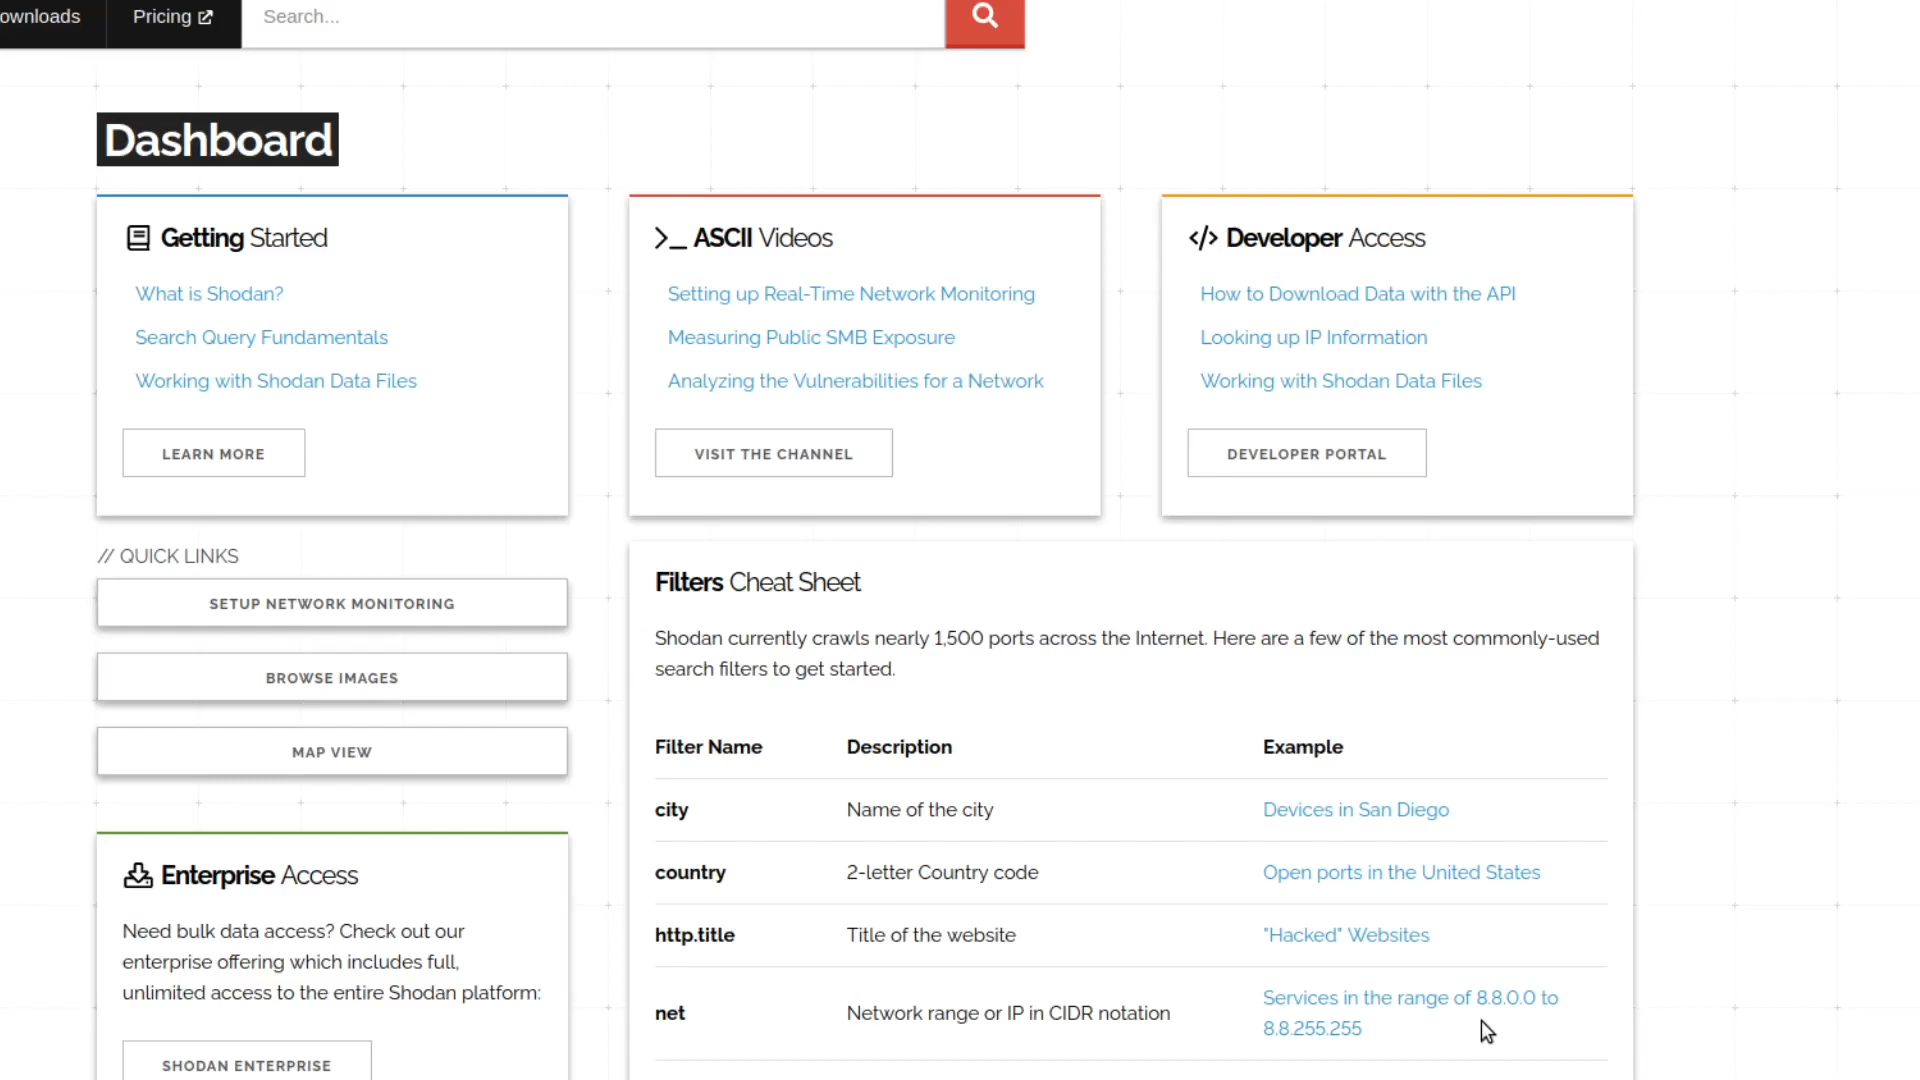 ownloads
Pricing
Search...
Dashboard
Getting Started
What is Shodan?
Search Query Fundamentals
Working with Shodan Data Files
LEARN MORE
>_ ASCII Videos
Setting up Real-Time Network Monitoring
Measuring Public SMB Exposure
Analyzing the Vulnerabilities for a Network
VISIT THE CHANNEL
</> Developer Access
How to Download Data with the API
Looking up IP Information
Working with Shodan Data Files
DEVELOPER PORTAL
// QUICK LINKS
SETUP NETWORK MONITORING
BROWSE IMAGES
MAP VIEW
Enterprise Access
Need bulk data access? Check out our
enterprise offering which includes full,
unlimited access to the entire Shodan platform:
SHODAN ENTERPRISE
Filters Cheat Sheet
Shodan currently crawls nearly 1,500 ports across the Internet. Here are a few of the most commonly-used
search filters to get started.
Filter Name Description Example
city Name of the city Devices in San Diego
country 2-letter Country code Open ports in the United States
http.title Title of the website "Hacked" Websites
net Network range or IP in CIDR notation Services in the range of 8.8.0.0 to
8.8.255.255